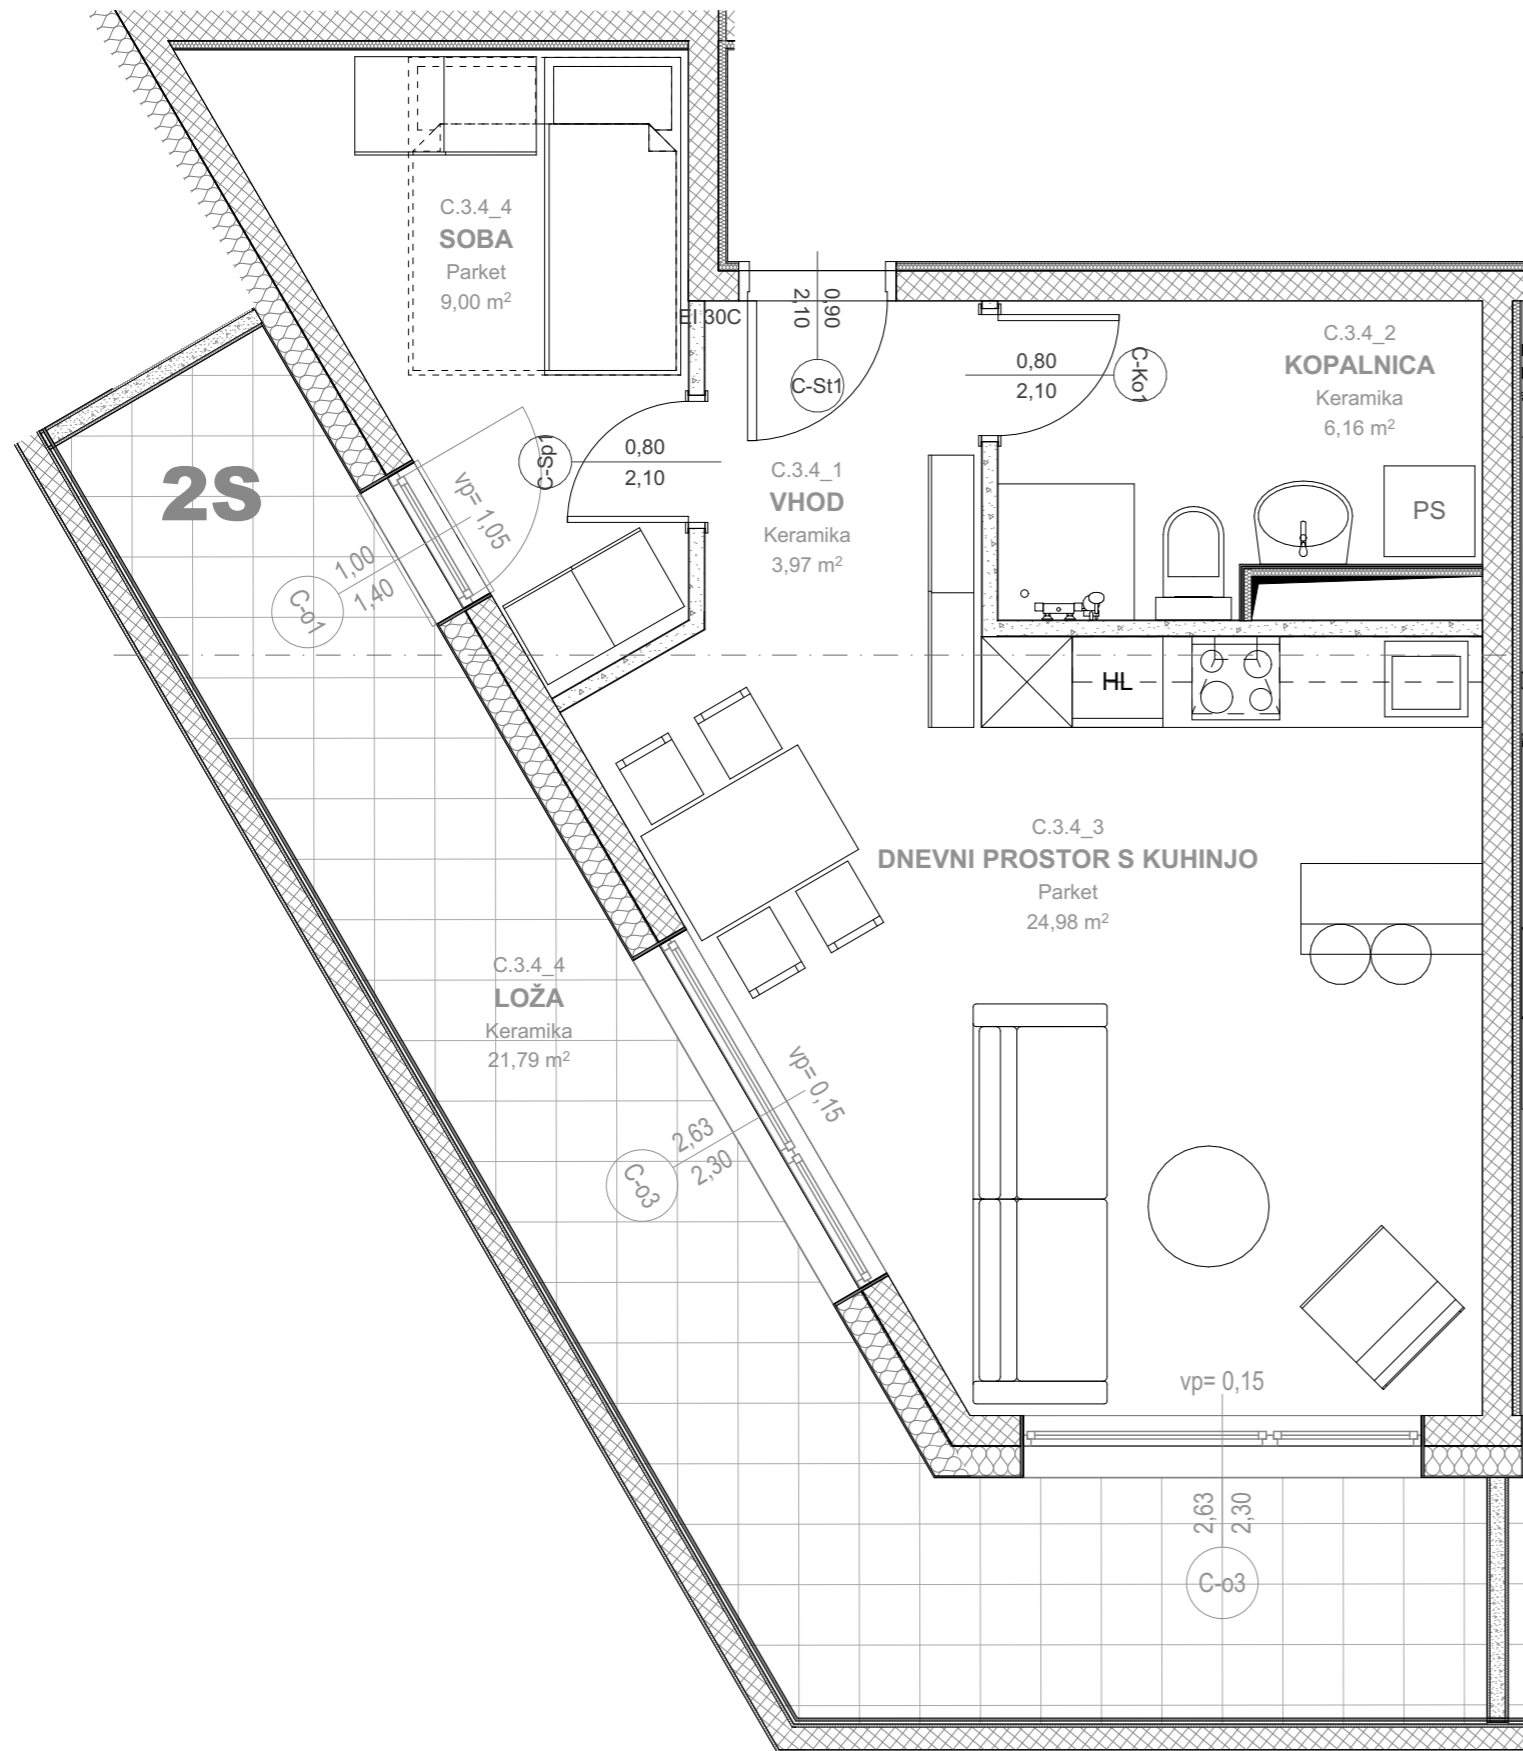 C.3.4_4
SOBA
Parket
9,00 m²
EI 30C
0,90
2,10
C-St1
0,80
2,10
C-Ko1
C.3.4_2
KOPALNICA
Keramika
6,16 m²
2S
C-Sp1
0,80
2,10
vp= 1,05
C.3.4_1
VHOD
Keramika
3,97 m²
PS
1,00
1,40
C-o1
HL
C.3.4_3
DNEVNI PROSTOR S KUHINJO
Parket
24,98 m²
C.3.4_4
LOŽA
Keramika
21,79 m²
vp= 0,15
2,63
2,30
C-o3
vp= 0,15
2,63
2,30
C-o3